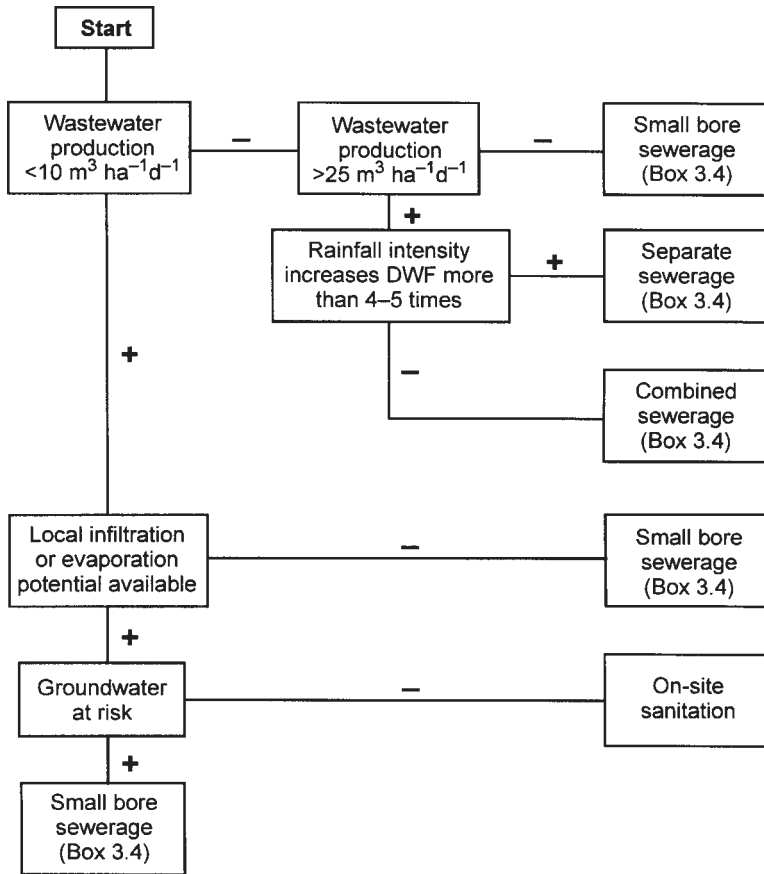 Start
Wastewater
production
<10 m³ ha⁻¹d⁻¹
−
Wastewater
production
>25 m³ ha⁻¹d⁻¹
−
Small bore
sewerage
(Box 3.4)
+
Rainfall intensity
increases DWF more
than 4–5 times
+
Separate
sewerage
(Box 3.4)
+
−
Combined
sewerage
(Box 3.4)
Local infiltration
or evaporation
potential available
−
Small bore
sewerage
(Box 3.4)
+
Groundwater
at risk
−
On-site
sanitation
+
Small bore
sewerage
(Box 3.4)